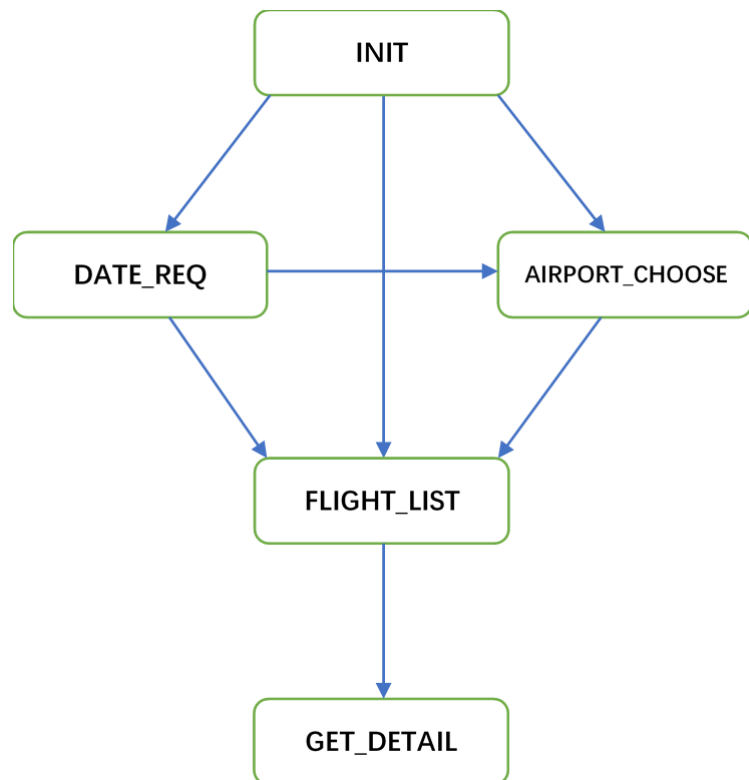 INIT
DATE_REQ
AIRPORT_CHOOSE
FLIGHT_LIST
GET_DETAIL